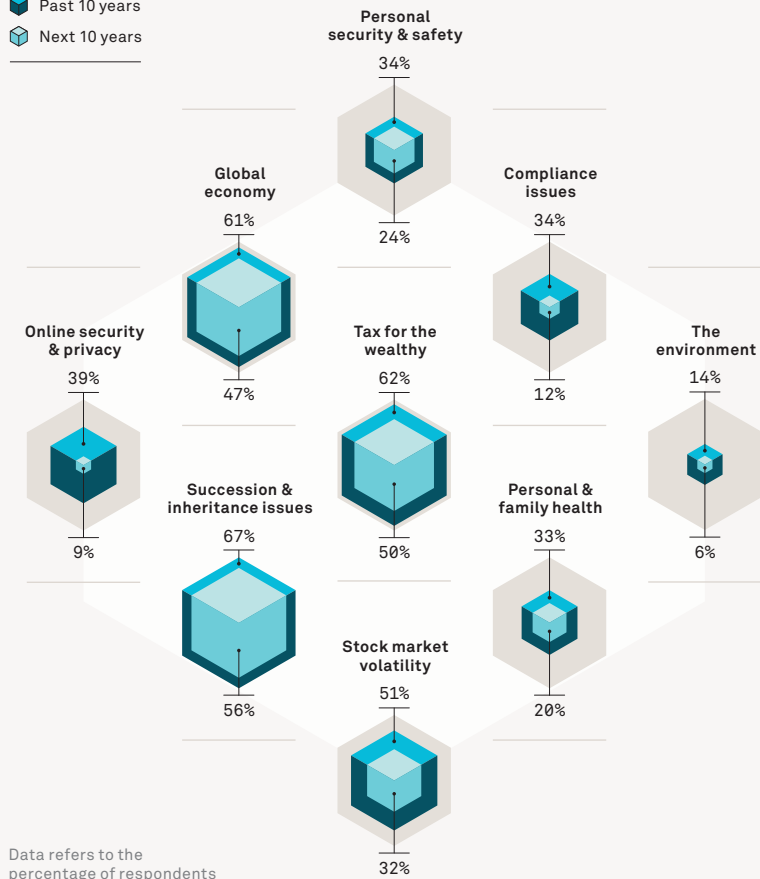 Past 10 years
Next 10 years
Personal
security & safety
34%
24%
Global
economy
61%
47%
Compliance
issues
34%
12%
Online security
& privacy
39%
9%
Tax for the
wealthy
62%
50%
The
environment
14%
6%
Succession &
inheritance issues
67%
56%
Personal &
family health
33%
20%
Stock market
volatility
51%
32%
Data refers to the
percentage of respondents